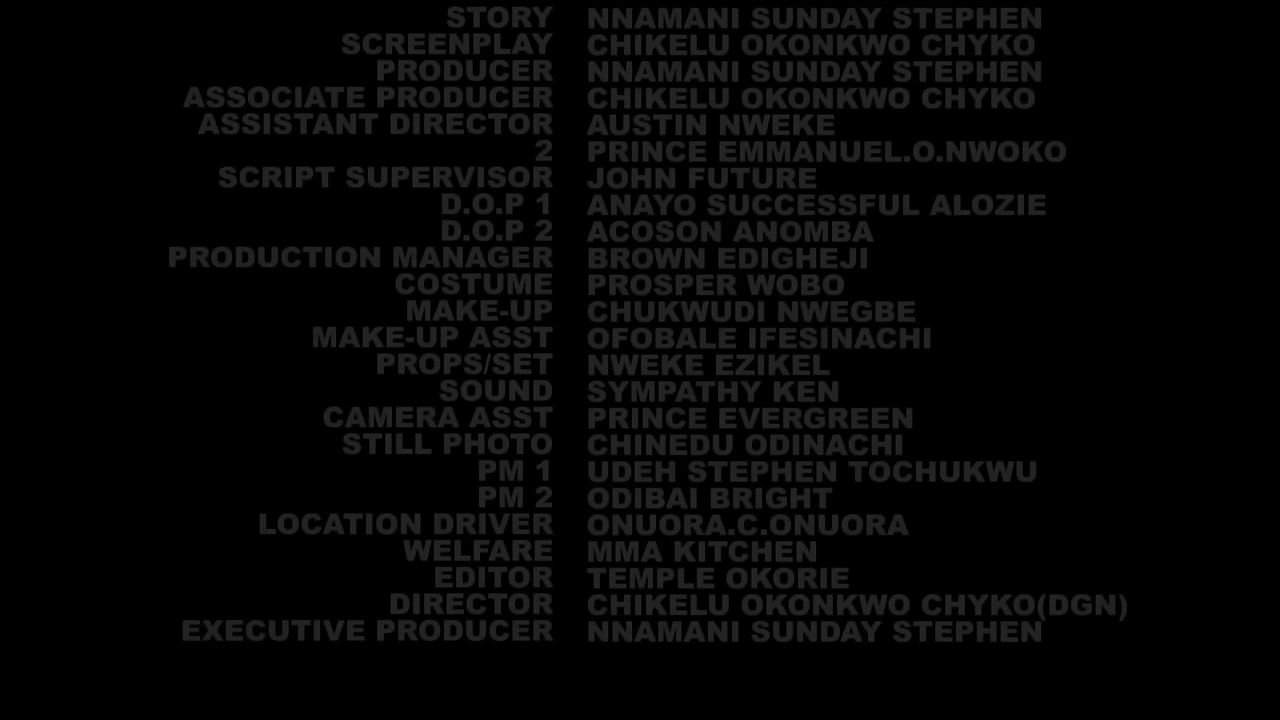 STORY NNAMANI SUNDAY STEPHEN
SCREENPLAY CHIKELU OKONKWO CHYKO
PRODUCER NNAMANI SUNDAY STEPHEN
ASSOCIATE PRODUCER CHIKELU OKONKWO CHYKO
ASSISTANT DIRECTOR AUSTIN NWEKE
2 PRINCE EMMANUEL.O.NWOKO
SCRIPT SUPERVISOR JOHN FUTURE
D.O.P 1 ANAYO SUCCESSFUL ALOZIE
D.O.P 2 ACOSON ANOMBA
PRODUCTION MANAGER BROWN EDIGHEJI
COSTUME PROSPER WOBO
MAKE-UP CHUKWUDI NWEGBE
MAKE-UP ASST OFOBALE IFESINACHI
PROPS/SET NWEKE EZIKEL
SOUND SYMPATHY KEN
CAMERA ASST PRINCE EVERGREEN
STILL PHOTO CHINEDU ODINACHI
PM 1 UDEH STEPHEN TOCHUKWU
PM 2 ODIBAI BRIGHT
LOCATION DRIVER ONUORA.C.ONUORA
WELFARE MMA KITCHEN
EDITOR TEMPLE OKORIE
DIRECTOR CHIKELU OKONKWO CHYKO(DGN)
EXECUTIVE PRODUCER NNAMANI SUNDAY STEPHEN